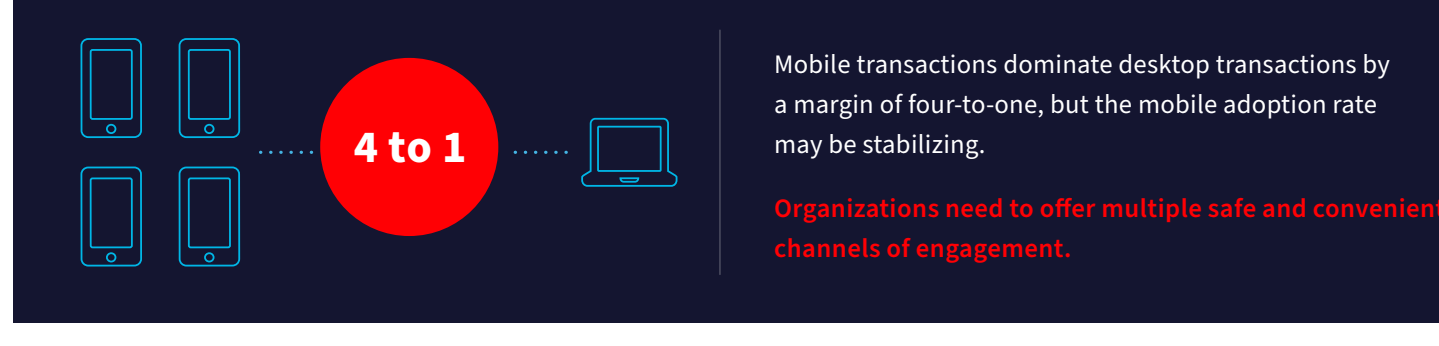 4 to 1
Mobile transactions dominate desktop transactions by
a margin of four-to-one, but the mobile adoption rate
may be stabilizing.
Organizations need to offer multiple safe and convenient
channels of engagement.